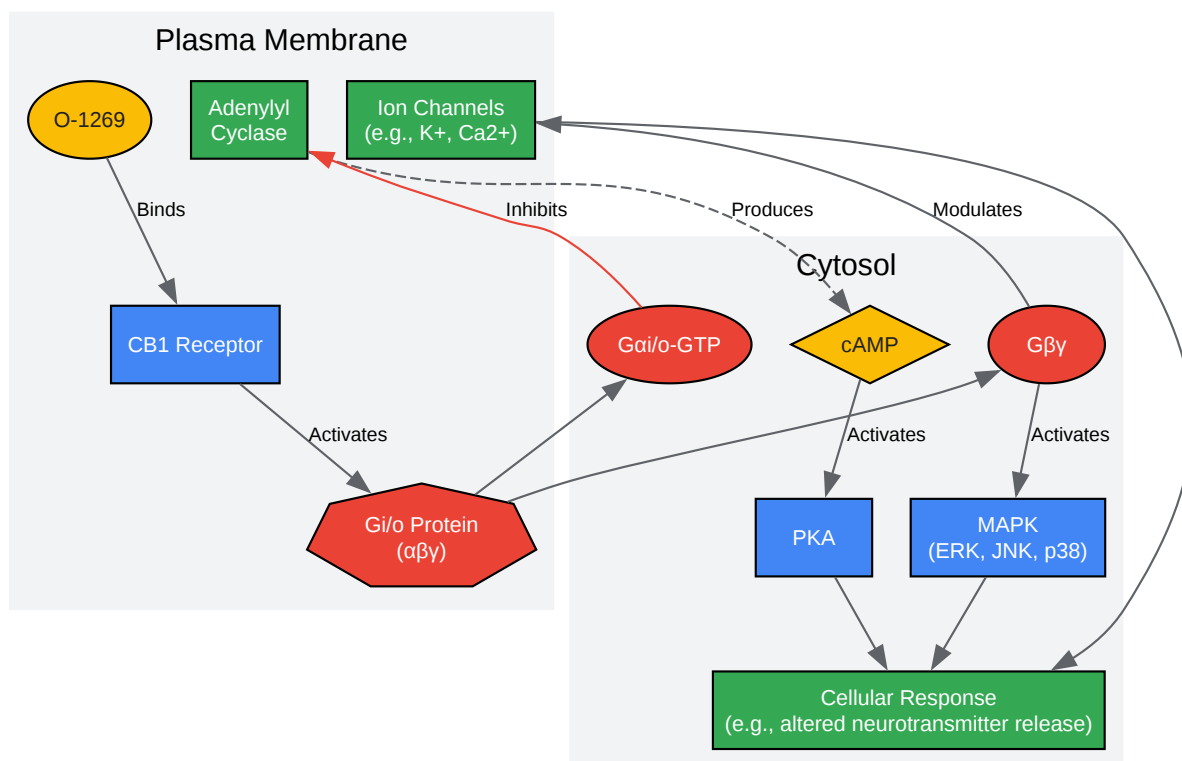 Plasma Membrane
O-1269
Adenylyl
Cyclase
Ion Channels
(e.g., K+, Ca2+)
Binds
Inhibits
Produces
Modulates
Cytosol
CB1 Receptor
Gαi/o-GTP
cAMP
Gβγ
Activates
Activates
Activates
Gi/o Protein
(αβγ)
PKA
MAPK
(ERK, JNK, p38)
Cellular Response
(e.g., altered neurotransmitter release)